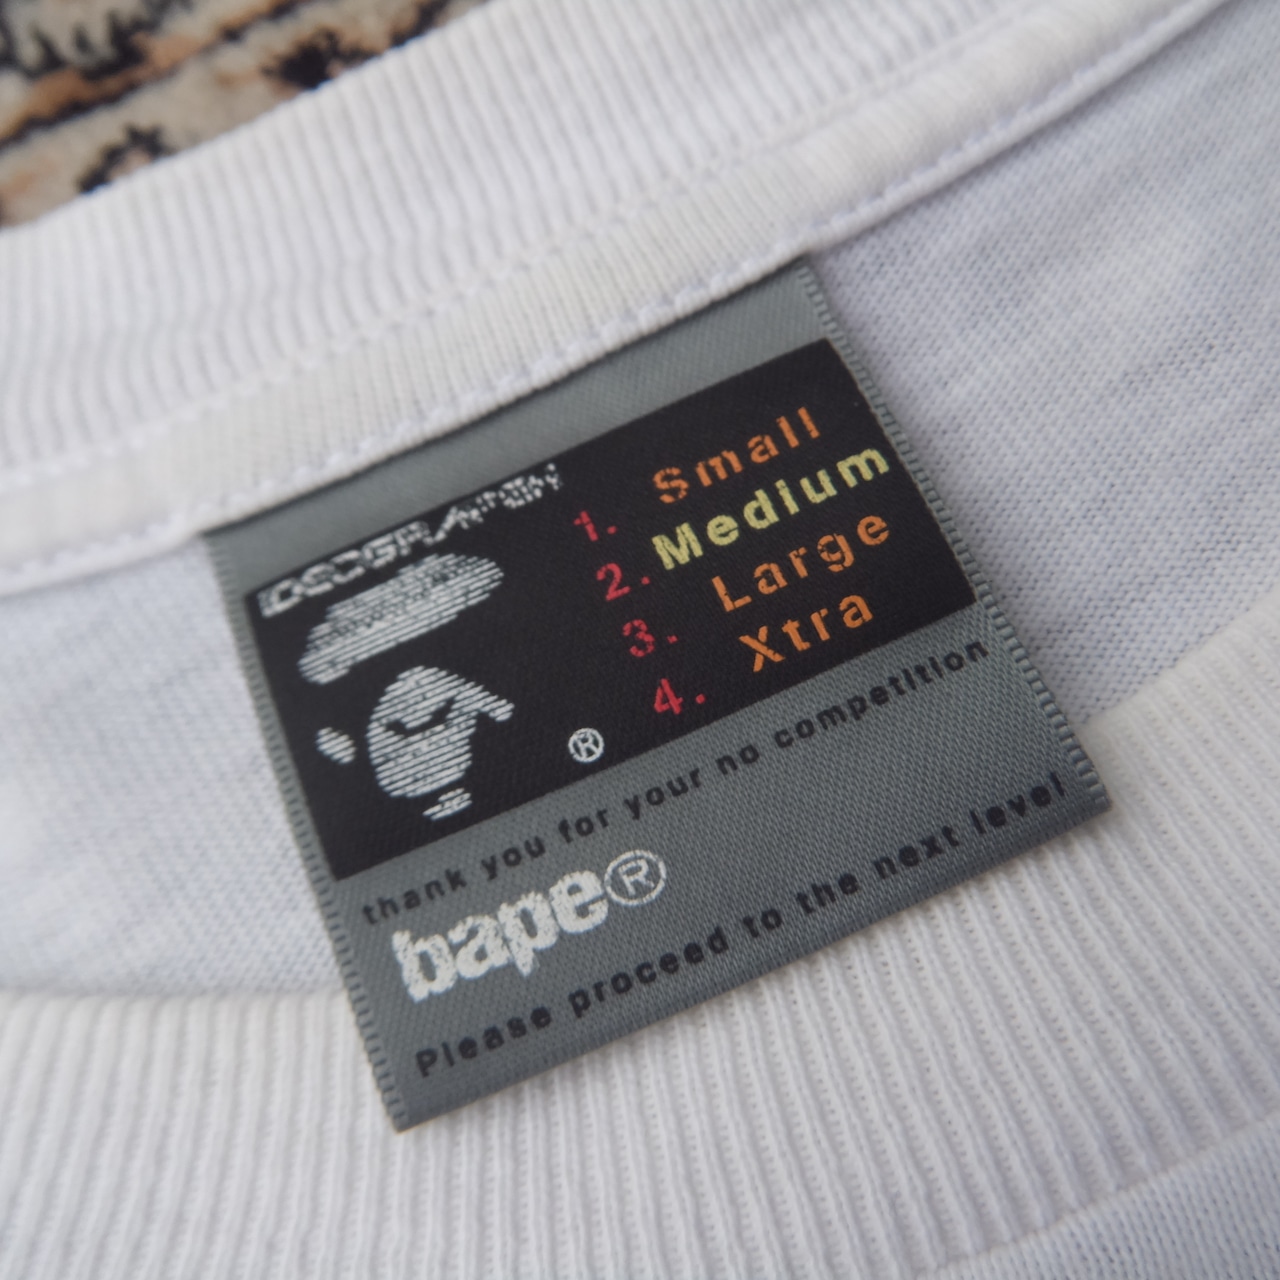 1. Small
2. Medium
3. Large
4. Xtra
®
thank you for your no competition
bape®
Please proceed to the next level